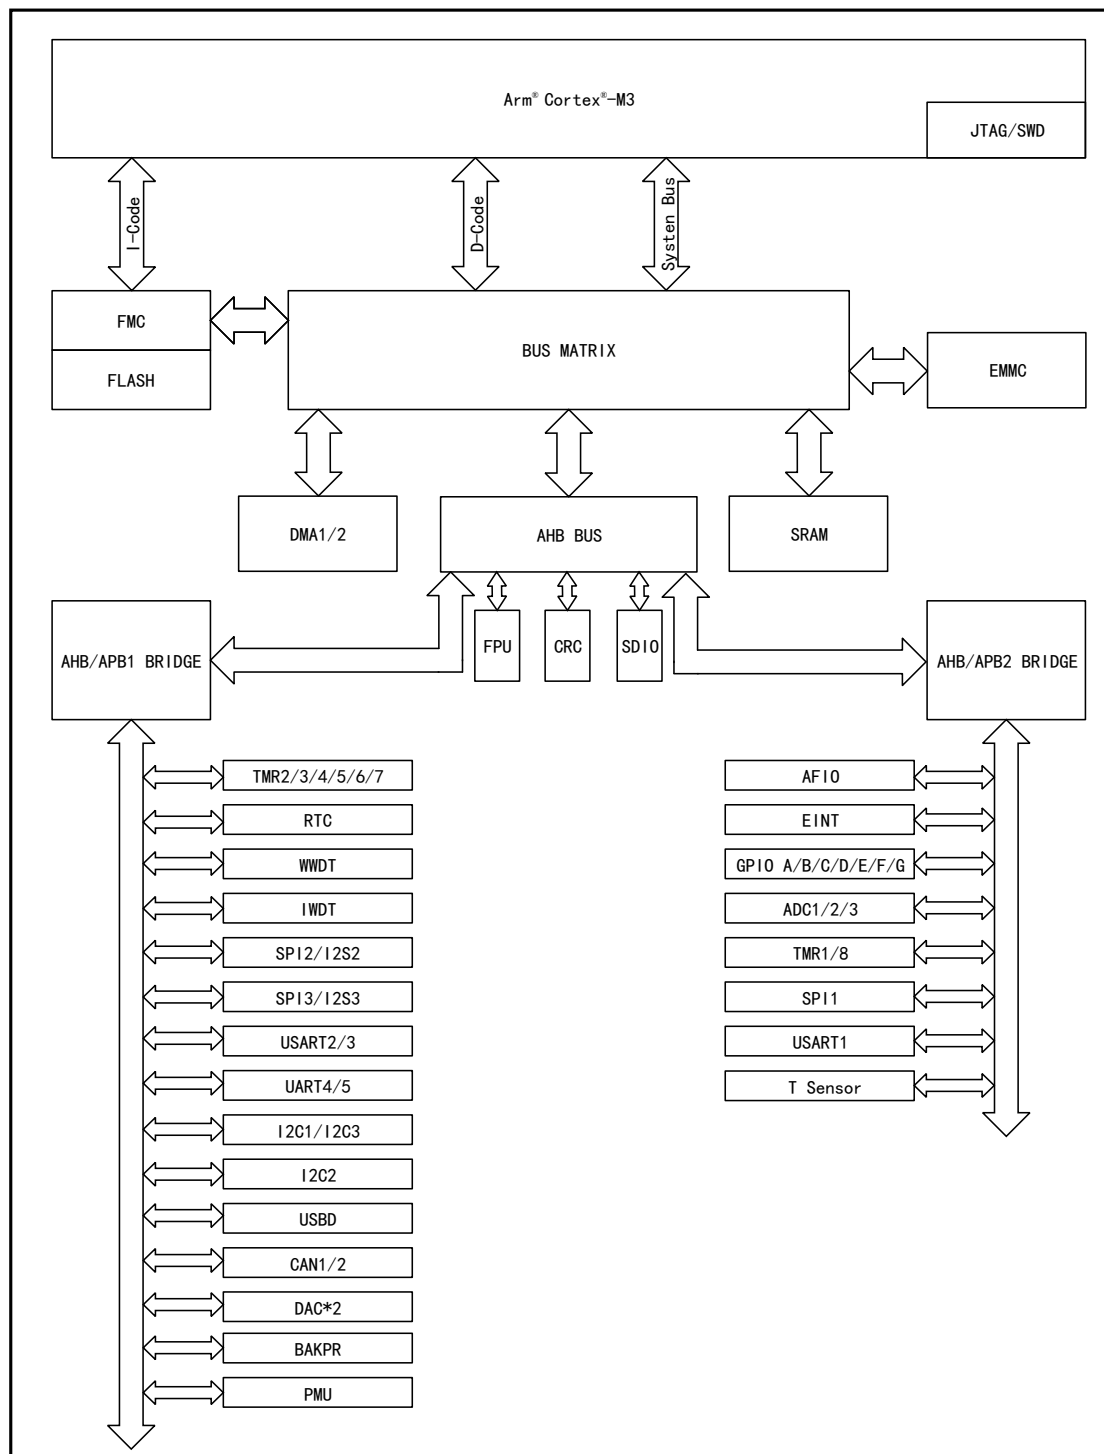 Arm® Cortex®-M3
JTAG/SWD
I-Code
D-Code
Systen Bus
FMC
FLASH
BUS MATRIX
EMMC
DMA1/2
AHB BUS
SRAM
FPU
CRC
SDIO
AHB/APB1 BRIDGE
AHB/APB2 BRIDGE
TMR2/3/4/5/6/7
RTC
WWDT
IWDT
SPI2/I2S2
SPI3/I2S3
USART2/3
UART4/5
I2C1/I2C3
I2C2
USBD
CAN1/2
DAC*2
BAKPR
PMU
AFIO
EINT
GPIO A/B/C/D/E/F/G
ADC1/2/3
TMR1/8
SPI1
USART1
T Sensor